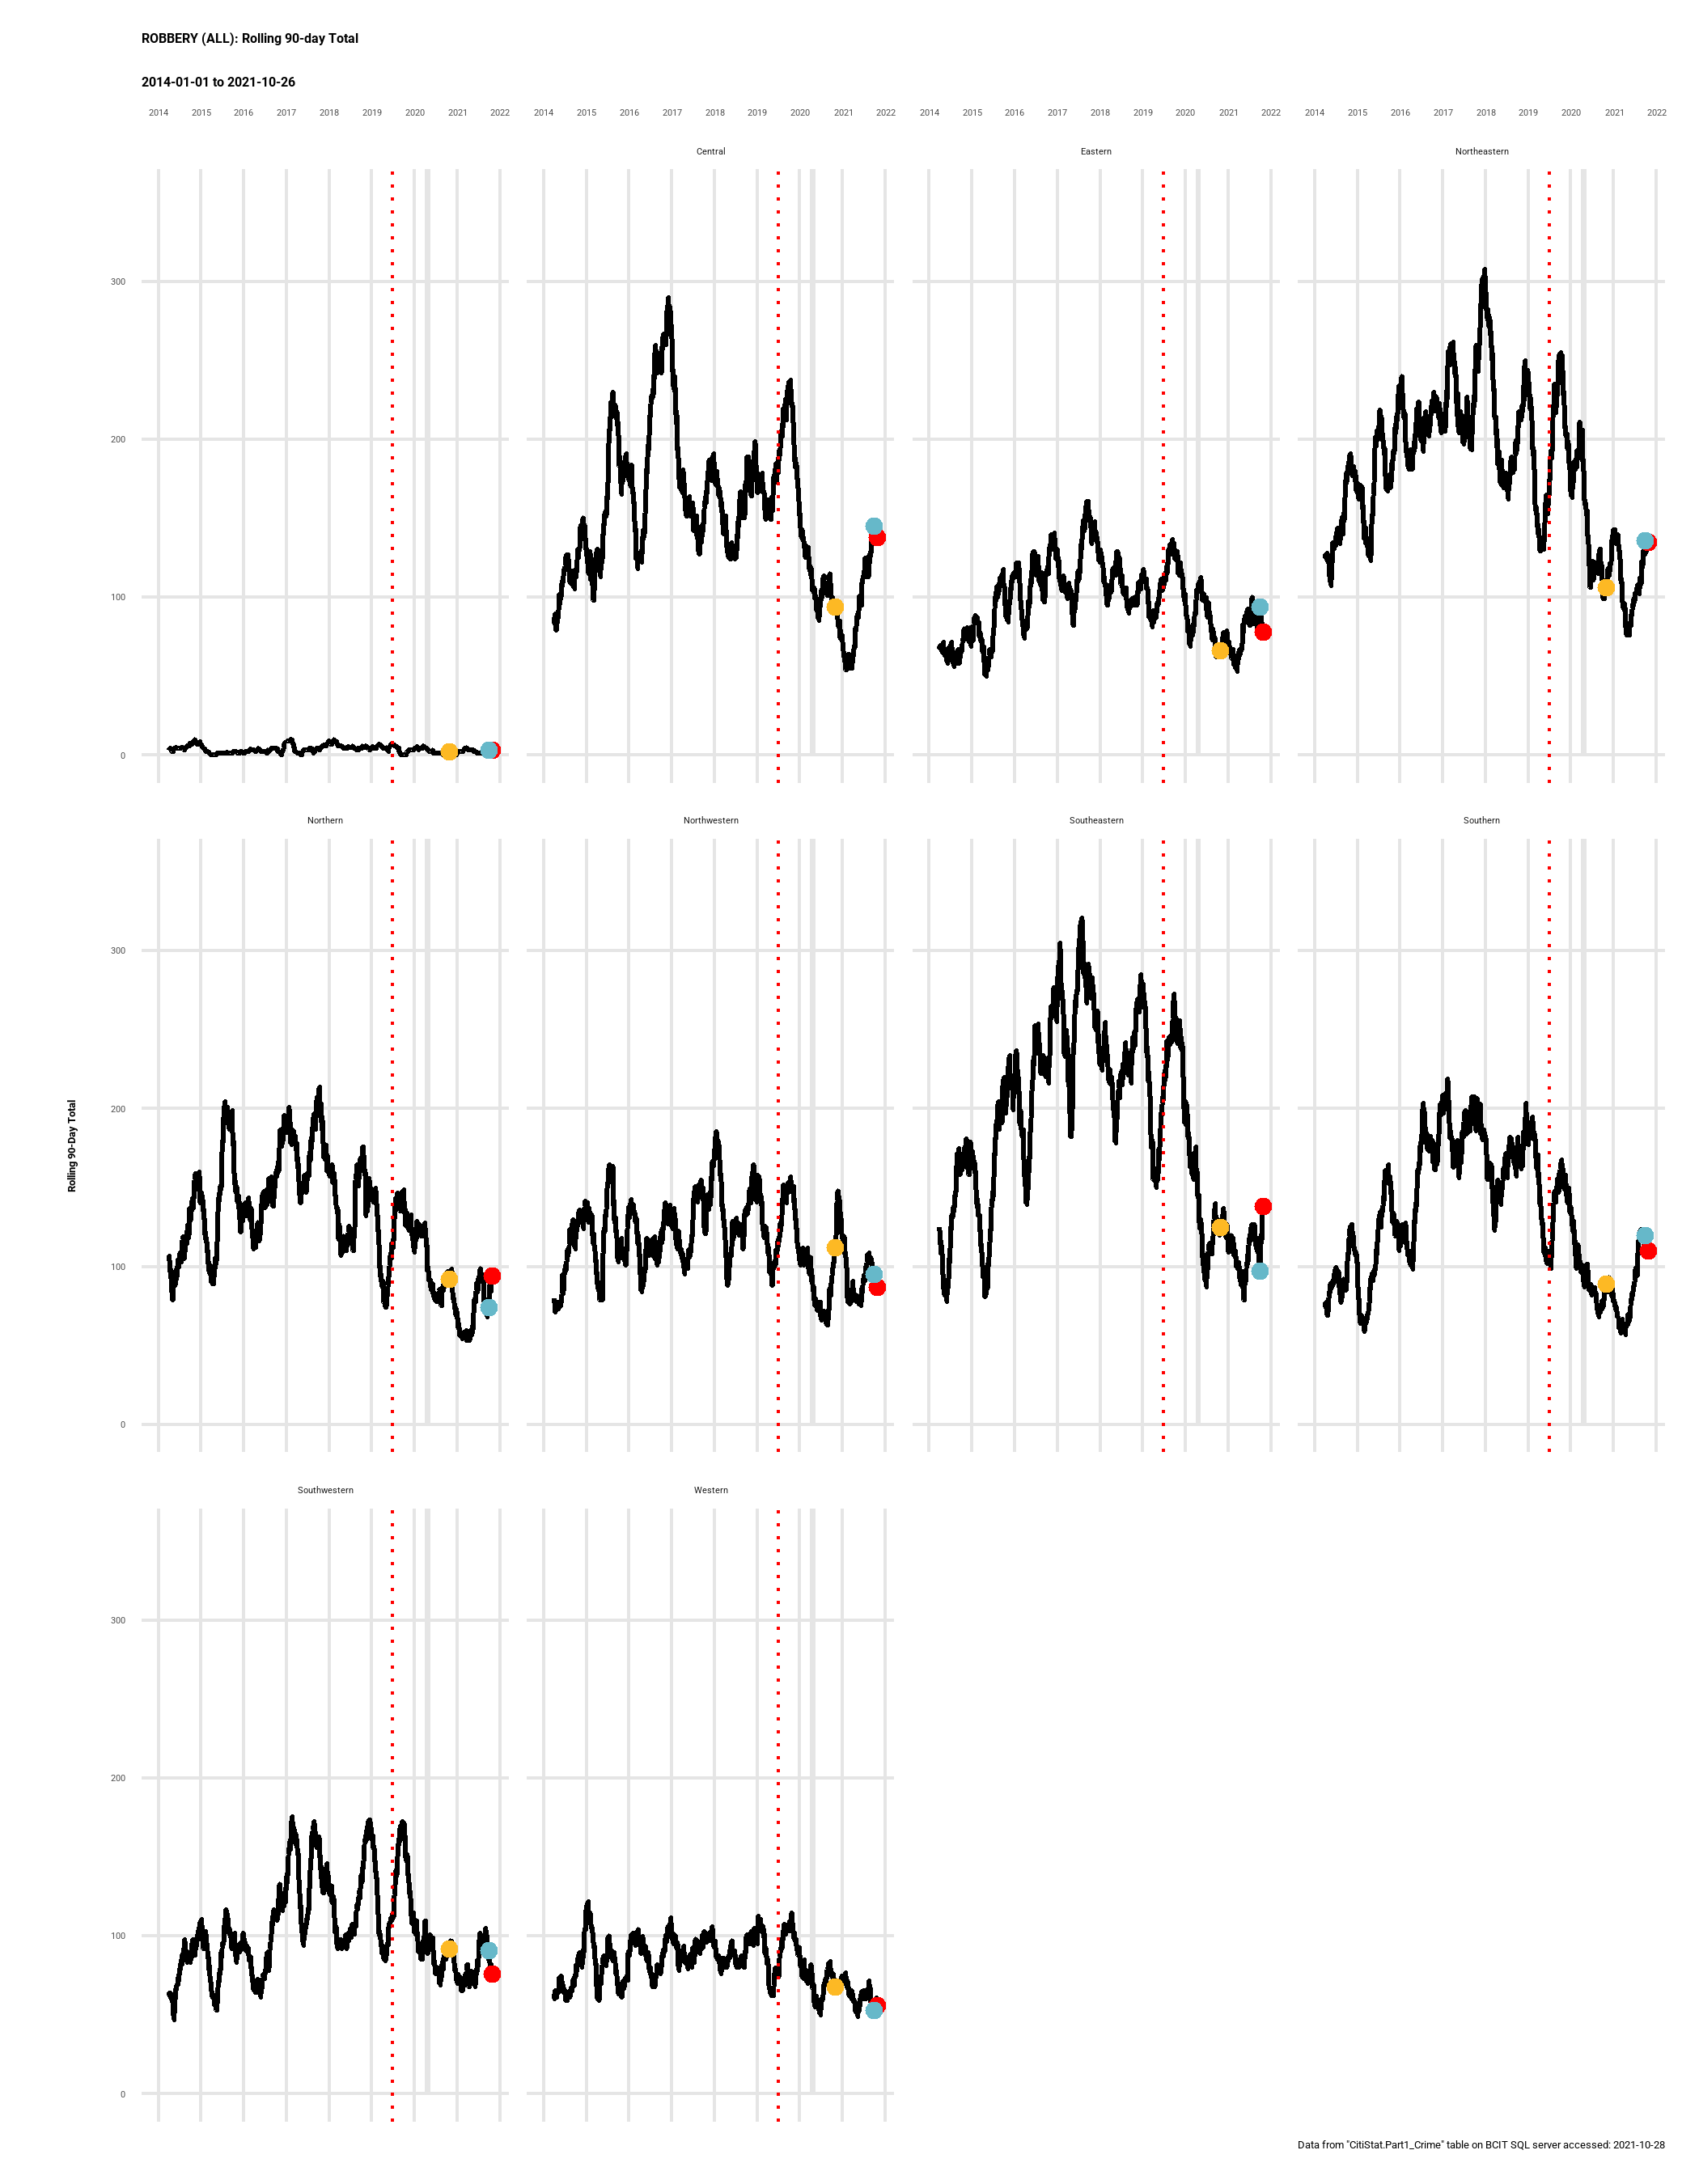 ROBBERY (ALL): Rolling 90-day Total
2014-01-01 to 2021-10-26
2014 2015 2016 2017 2018 2019 2020 2021 2022 2014 2015 2016 2017 2018 2019 2020 2021 2022 2014 2015 2016 2017 2018 2019 2020 2021 2022 2014 2015 2016 2017 2018 2019 2020 2021 2022
Central Eastern Northeastern
300
200
100
0
Northern Northwestern Southeastern Southern
300
200
100
0
Rolling 90-Day Total
Southwestern Western
300
200
100
0
Data from "CitiStat.Part1_Crime" table on BCIT SQL server accessed: 2021-10-28